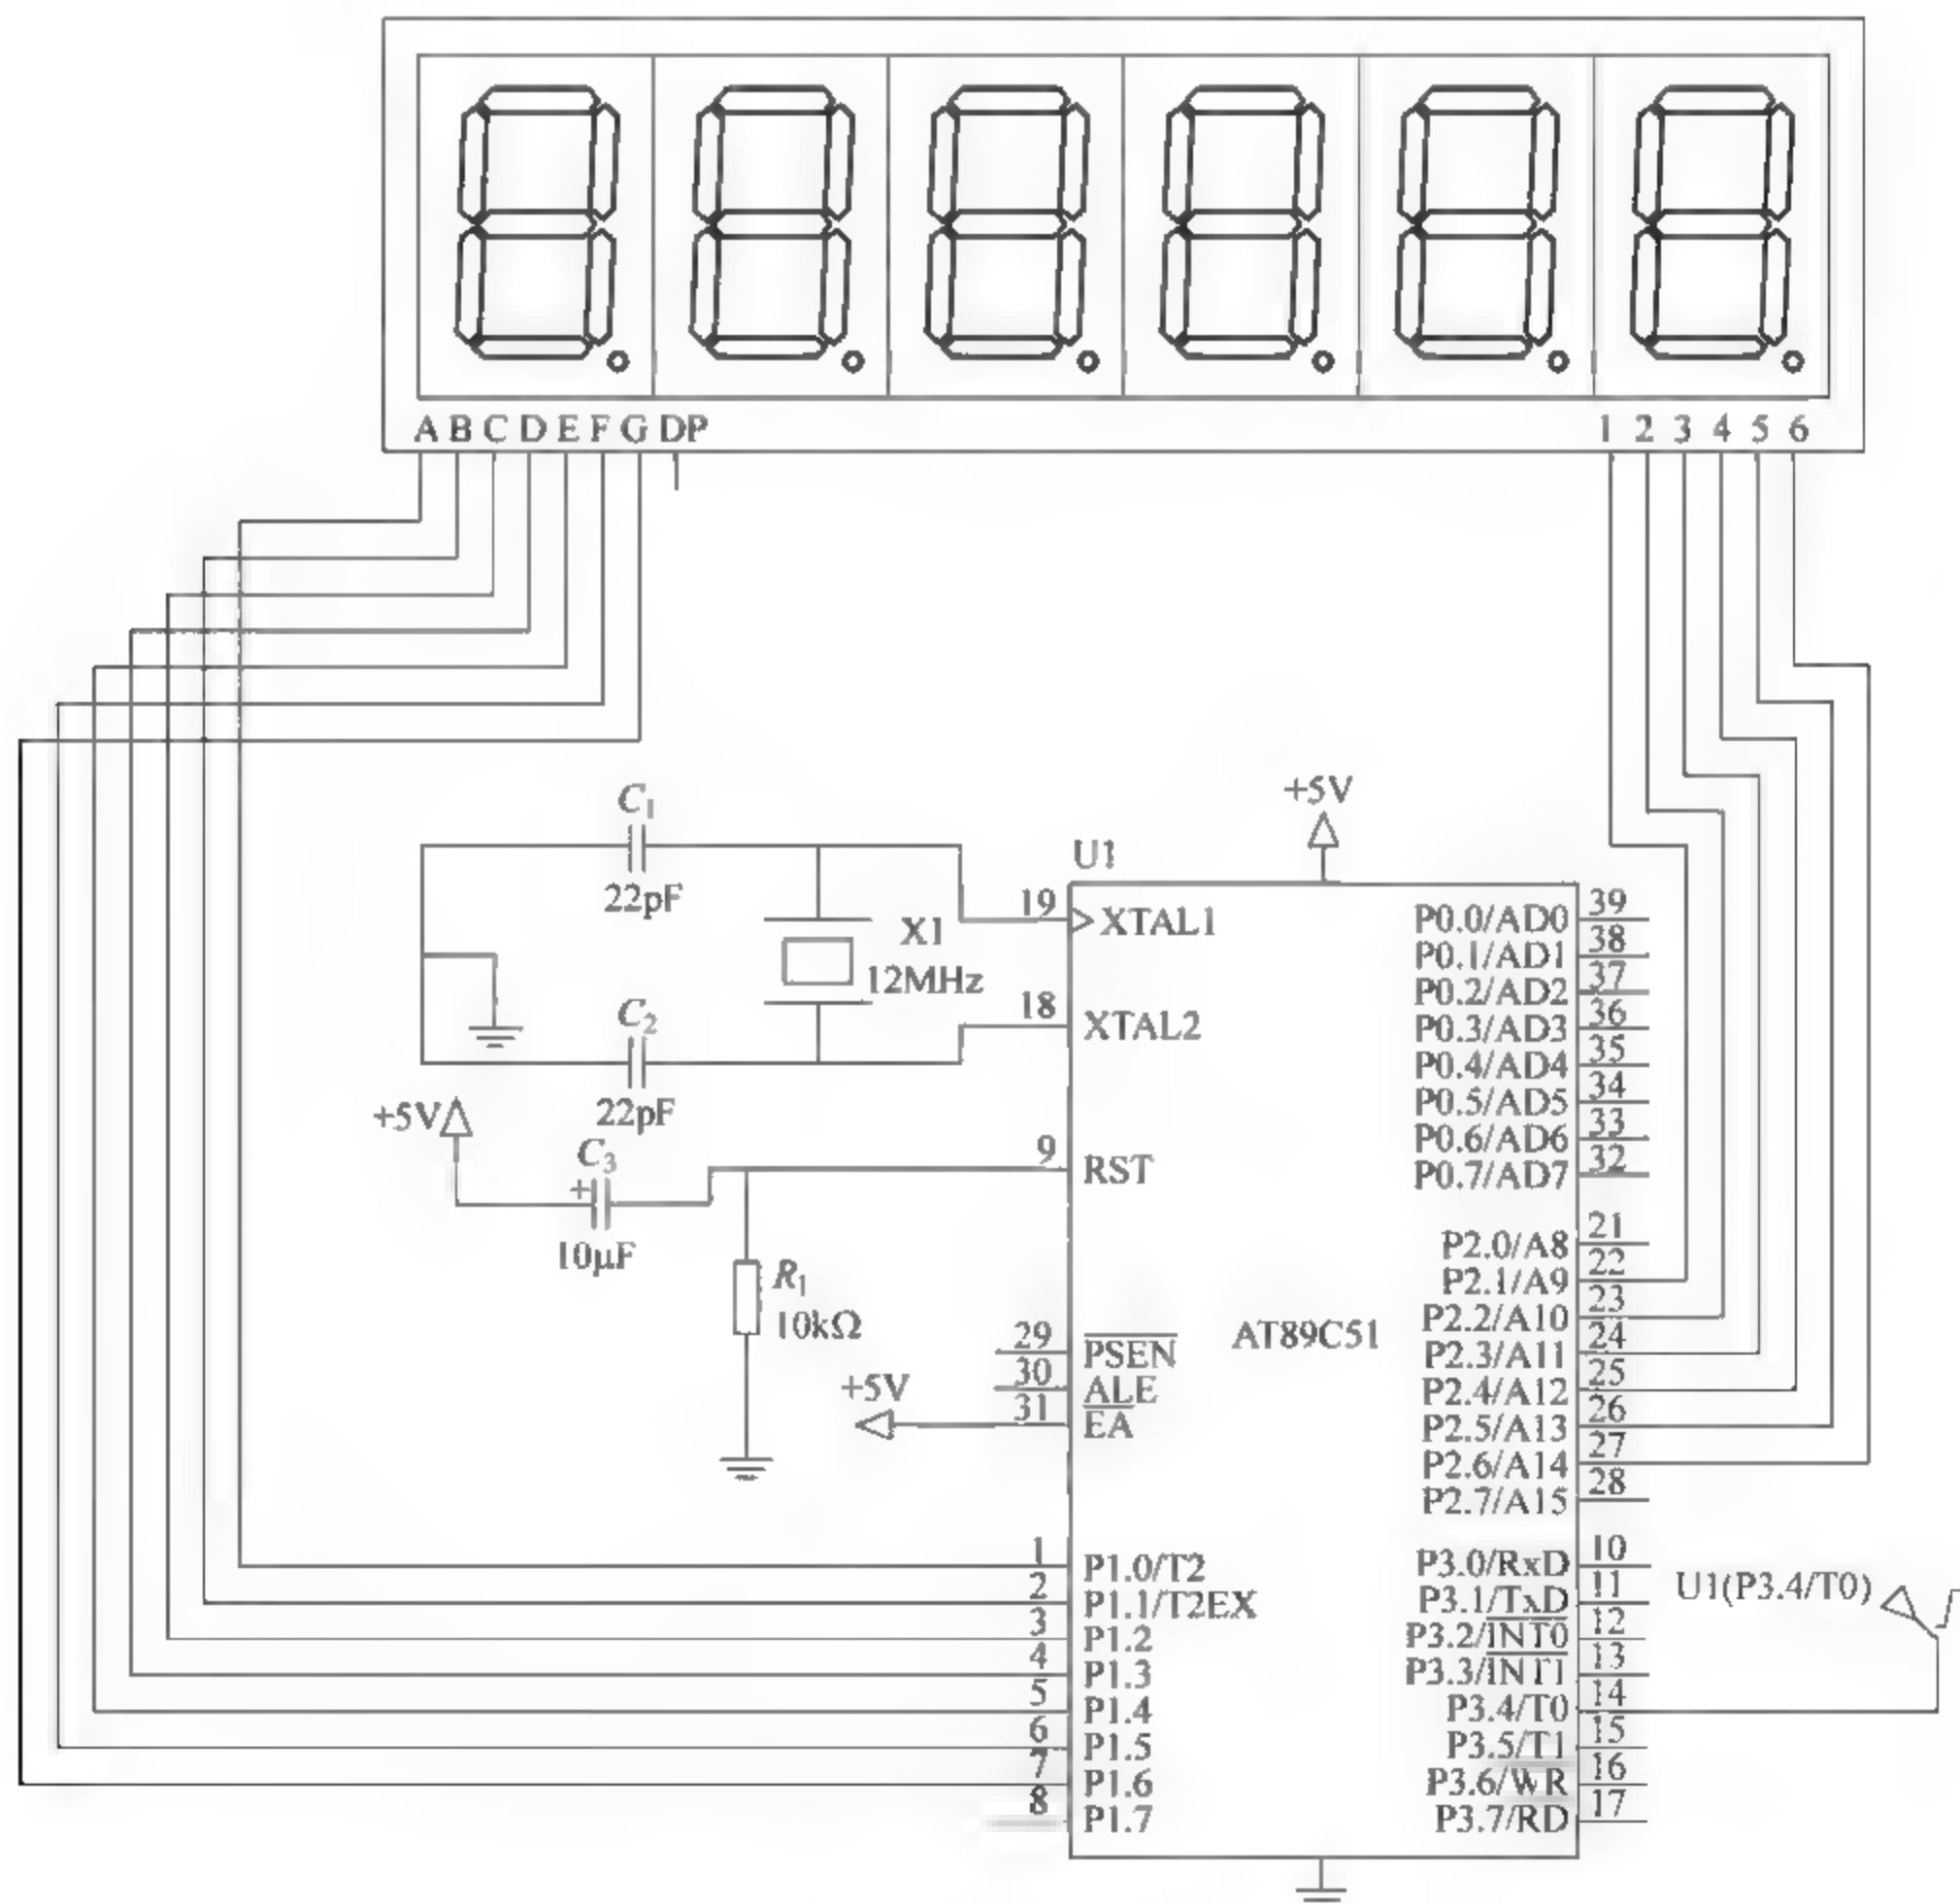 A B C D E F G DP
1 2 3 4 5 6
C1
22pF
X1
12MHz
C2
22pF
+5V
C3
+
10μF
R1
10kΩ
+5V
+5V
U1
AT89C51
19 XTAL1
18 XTAL2
9 RST
29 PSEN
30 ALE
31 EA
1 P1.0/T2
2 P1.1/T2EX
3 P1.2
4 P1.3
5 P1.4
6 P1.5
7 P1.6
8 P1.7
P0.0/AD0 39
P0.1/AD1 38
P0.2/AD2 37
P0.3/AD3 36
P0.4/AD4 35
P0.5/AD5 34
P0.6/AD6 33
P0.7/AD7 32
P2.0/A8 21
P2.1/A9 22
P2.2/A10 23
P2.3/A11 24
P2.4/A12 25
P2.5/A13 26
P2.6/A14 27
P2.7/A15 28
P3.0/RxD 10
P3.1/TxD 11
P3.2/INT0 12
P3.3/INT1 13
P3.4/T0 14
P3.5/T1 15
P3.6/WR 16
P3.7/RD 17
U1(P3.4/T0)